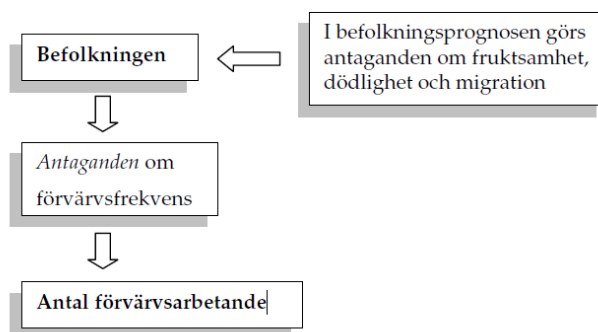 Befolkningen
I befolkningsprognosen görs
antaganden om fruktsamhet,
dödlighet och migration
Antaganden om
förvärvsfrekvens
Antal förvärvsarbetande